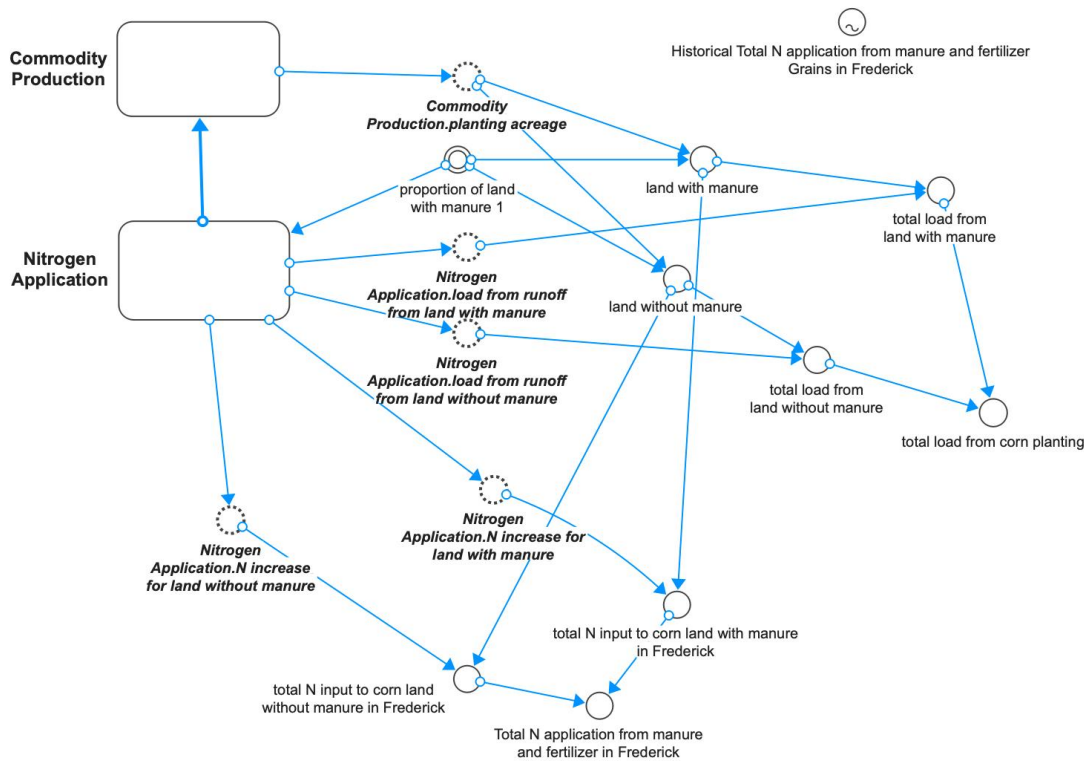 Historical Total N application from manure and fertilizer
Grains in Frederick
Commodity
Production
Commodity
Production.planting acreage
proportion of land
with manure 1
land with manure
total load from
land with manure
Nitrogen
Application
Nitrogen
Application.load from runoff
from land with manure
land without manure
Nitrogen
Application.load from runoff
from land without manure
total load from
land without manure
total load from corn planting
Nitrogen
Application.N increase for
land with manure
Nitrogen
Application.N increase
for land without manure
total N input to corn land with manure
in Frederick
total N input to corn land
without manure in Frederick
Total N application from manure
and fertilizer in Frederick